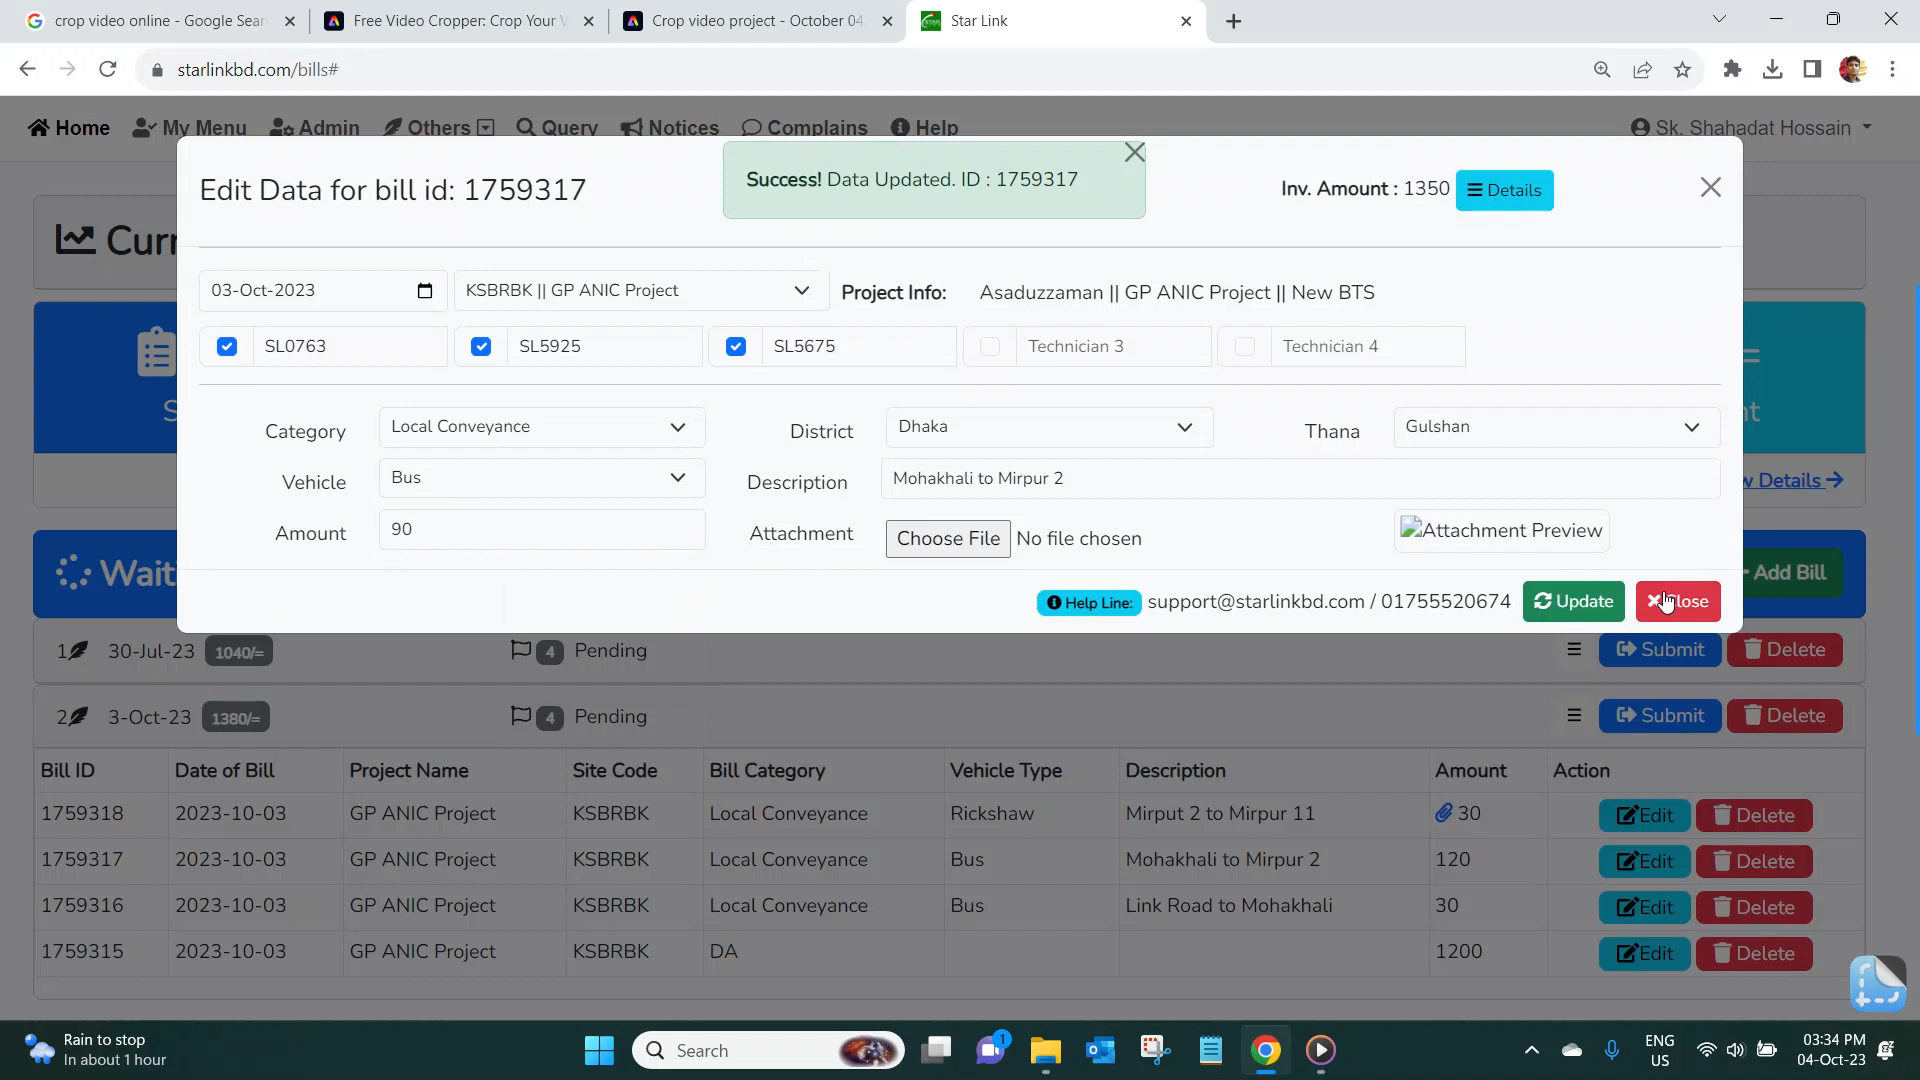 crop video online - Google Sear
Free Video Cropper: Crop Your V
Crop video project - October 04
Star Link
starlinkbd.com/bills#
Home My Menu Admin Others Query Notices Complains Help Sk. Shahadat Hossain
Edit Data for bill id: 1759317
Success! Data Updated. ID : 1759317
Inv. Amount : 1350 Details
Curr
03-Oct-2023 KSBRBK || GP ANIC Project Project Info: Asaduzzaman || GP ANIC Project || New BTS
SL0763 SL5925 SL5675 Technician 3 Technician 4
Category Local Conveyance District Dhaka Thana Gulshan
Vehicle Bus Description Mohakhali to Mirpur 2
w Details
Amount 90 Attachment Choose File No file chosen Attachment Preview
Wait
Add Bill
Help Line: support@starlinkbd.com / 01755520674 Update Close
1 30-Jul-23 1040/= 4 Pending Submit Delete
2 3-Oct-23 1380/= 4 Pending Submit Delete
Bill ID Date of Bill Project Name Site Code Bill Category Vehicle Type Description Amount Action
1759318 2023-10-03 GP ANIC Project KSBRBK Local Conveyance Rickshaw Mirput 2 to Mirpur 11 30 Edit Delete
1759317 2023-10-03 GP ANIC Project KSBRBK Local Conveyance Bus Mohakhali to Mirpur 2 120 Edit Delete
1759316 2023-10-03 GP ANIC Project KSBRBK Local Conveyance Bus Link Road to Mohakhali 30 Edit Delete
1759315 2023-10-03 GP ANIC Project KSBRBK DA 1200 Edit Delete
Rain to stop
In about 1 hour
Search
1
ENG
US
03:34 PM
04-Oct-23